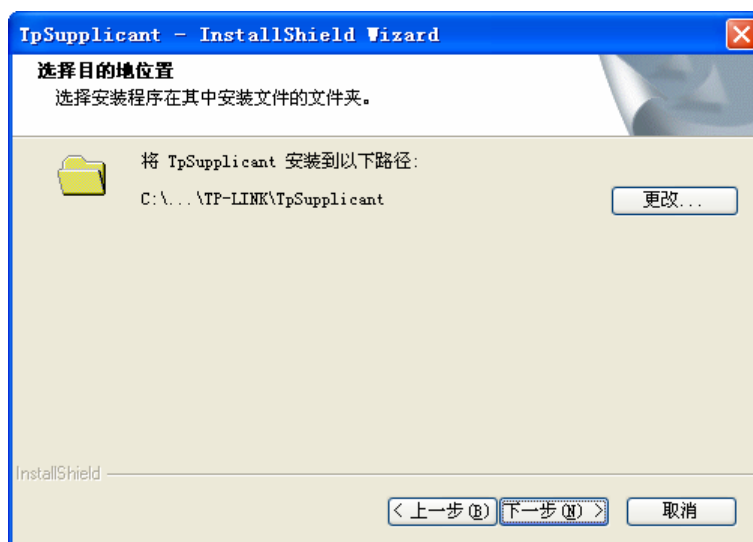 TpSupplicant - InstallShield Wizard
选择目的地位置
选择安装程序在其中安装文件的文件夹。
将 TpSupplicant 安装到以下路径:
C:\...\TP-LINK\TpSupplicant
更改...
InstallShield
< 上一步(B) 下一步(N) > 取消